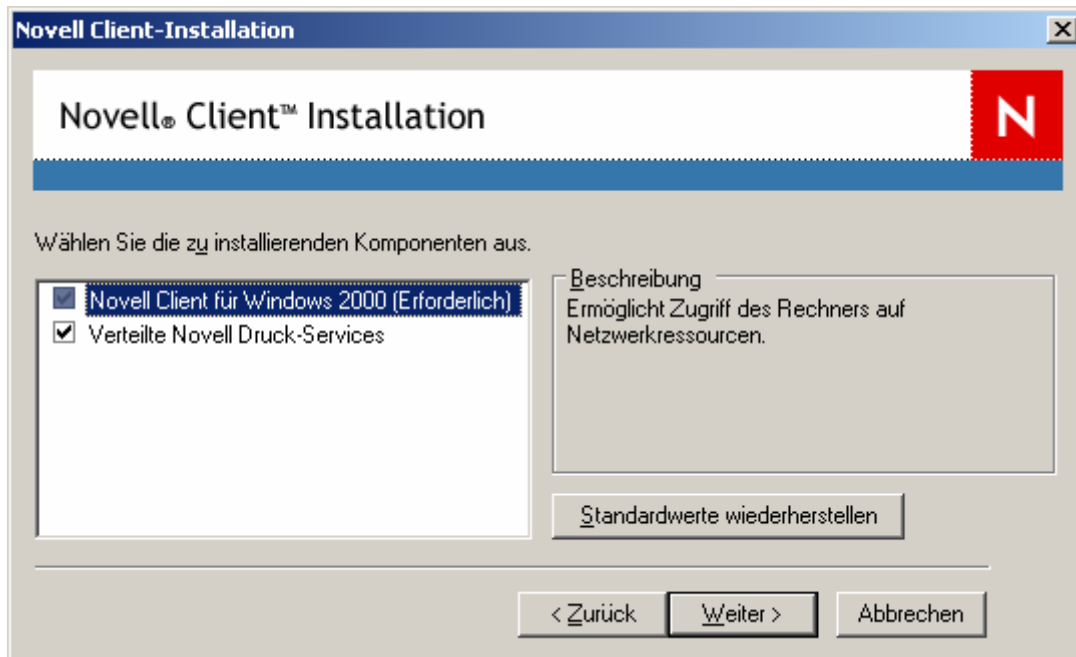 Novell Client-Installation
Novell® Client™ Installation
N
Wählen Sie die zu installierenden Komponenten aus.
Novell Client für Windows 2000 (Erforderlich)
Verteilte Novell Druck-Services
Beschreibung
Ermöglicht Zugriff des Rechners auf
Netzwerkressourcen.
Standardwerte wiederherstellen
< Zurück
Weiter >
Abbrechen